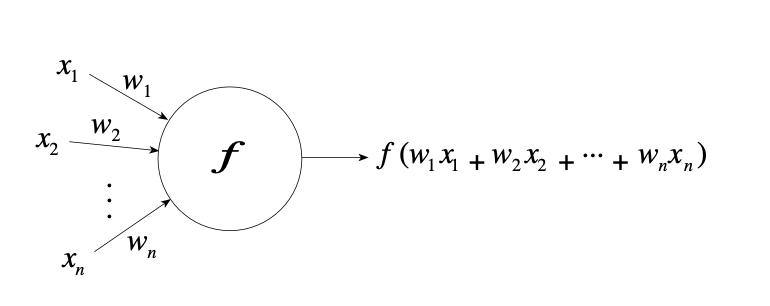 x₁
w₁
x₂
w₂
⋮
xₙ
wₙ
f
f(w₁x₁ + w₂x₂ + ⋯ + wₙxₙ)